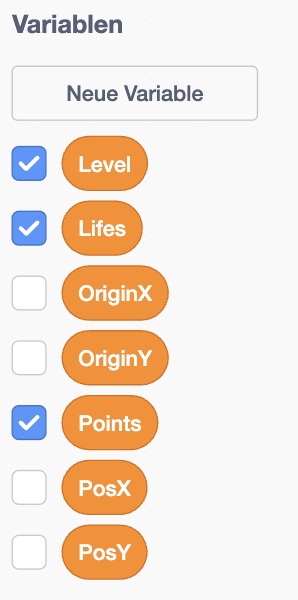 Variablen
Neue Variable
Level
Lifes
OriginX
OriginY
Points
PosX
PosY